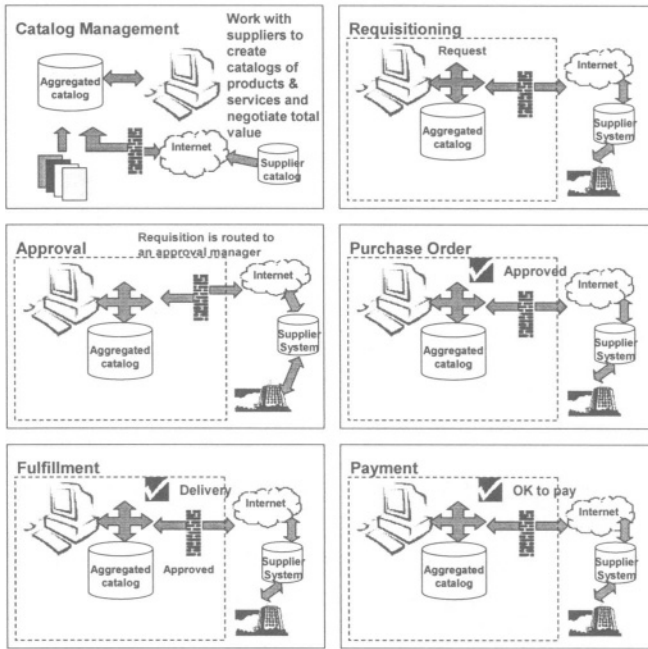 Catalog Management
Work with
suppliers to
create
catalogs of
products &
services and
negotiate total
value
Aggregated
catalog
Internet
Supplier
catalog
Requisitioning
Request
Internet
Aggregated
catalog
Supplier
System
Approval
Requisition is routed to
an approval manager
Internet
Aggregated
catalog
Supplier
System
Purchase Order
Approved
Internet
Aggregated
catalog
Supplier
System
Fulfillment
Delivery
Internet
Aggregated
catalog
Approved
Supplier
System
Payment
OK to pay
Internet
Aggregated
catalog
Supplier
System